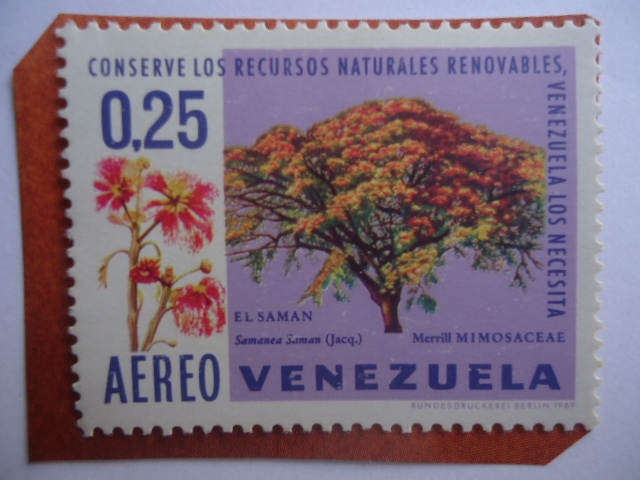 CONSERVE LOS RECURSOS NATURALES RENOVABLES,
VENEZUELA LOS NECESITA
0,25
EL SAMAN
Samanea Saman (Jacq.) Merrill MIMOSACEAE
AEREO VENEZUELA
BUNDESDRUCKEREI BERLIN 1969